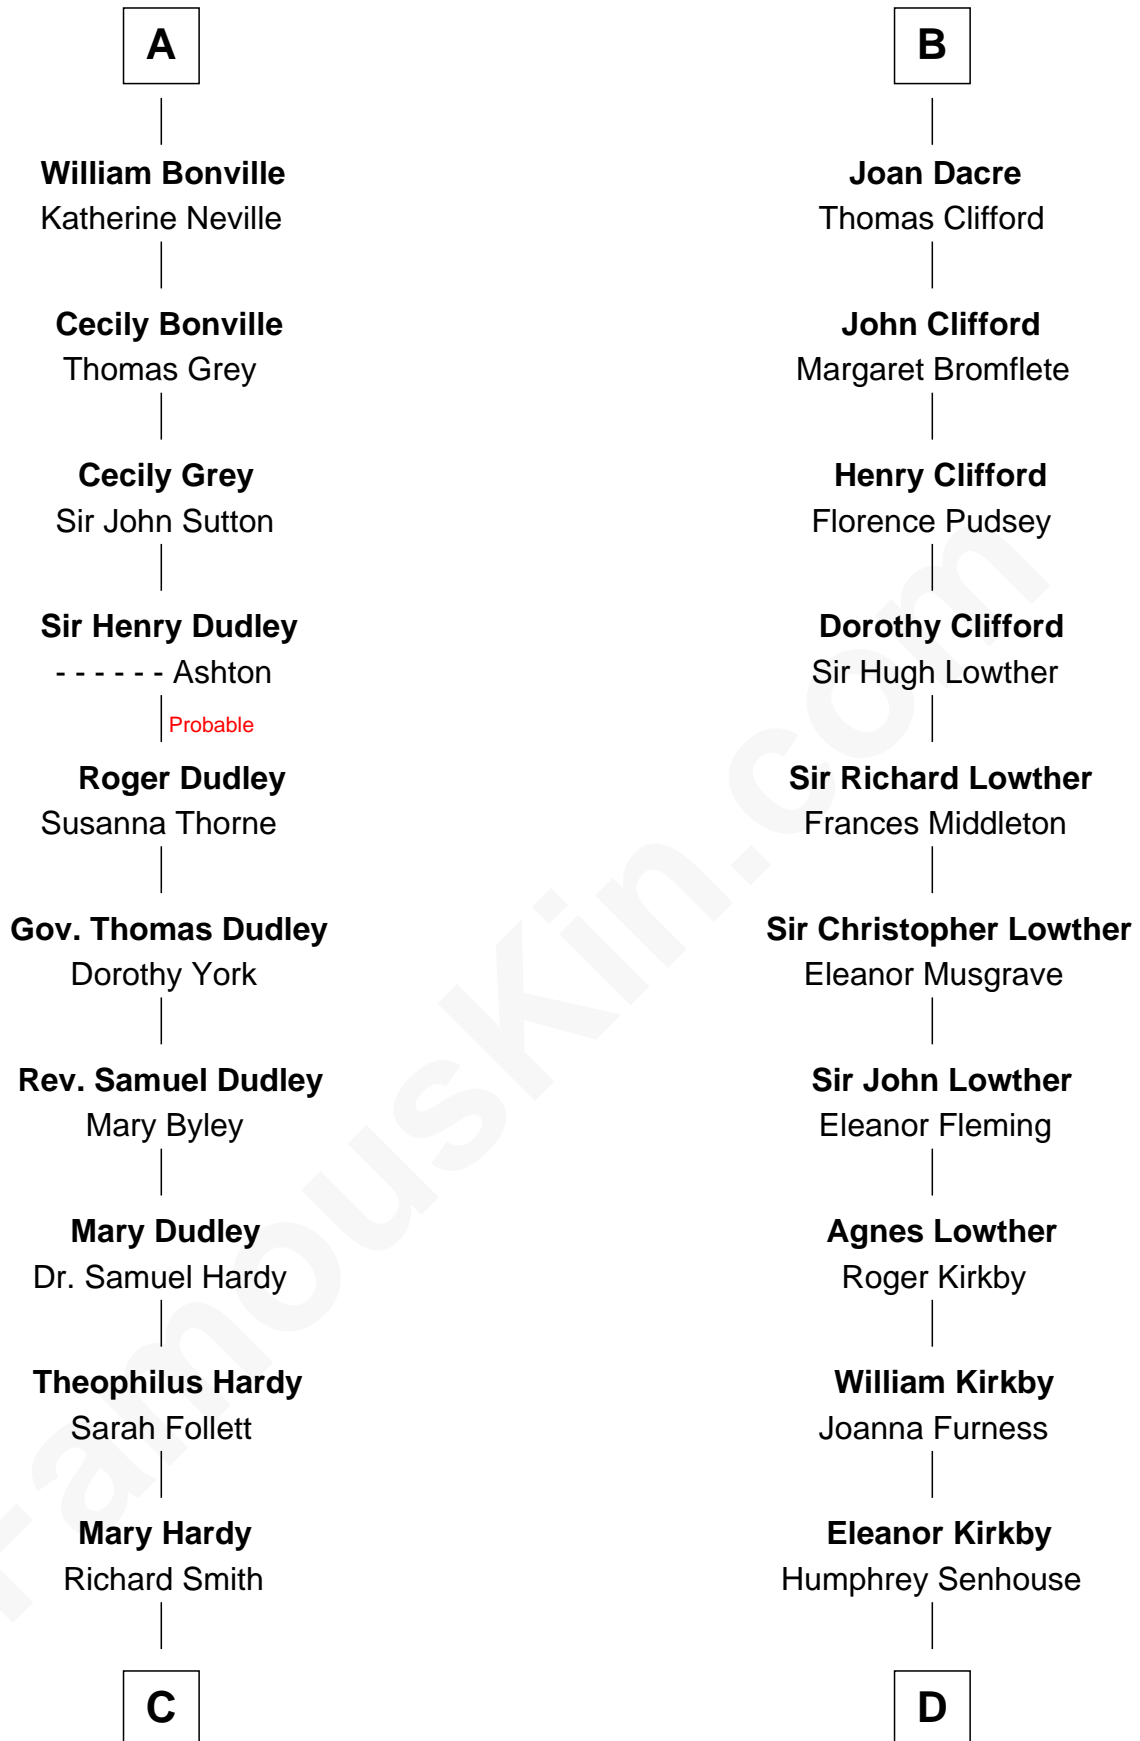 A
William Bonville
Katherine Neville
Cecily Bonville
Thomas Grey
Cecily Grey
Sir John Sutton
Sir Henry Dudley
- - - - - - Ashton
Probable
Roger Dudley
Susanna Thorne
Gov. Thomas Dudley
Dorothy York
Rev. Samuel Dudley
Mary Byley
Mary Dudley
Dr. Samuel Hardy
Theophilus Hardy
Sarah Follett
Mary Hardy
Richard Smith
C
B
Joan Dacre
Thomas Clifford
John Clifford
Margaret Bromflete
Henry Clifford
Florence Pudsey
Dorothy Clifford
Sir Hugh Lowther
Sir Richard Lowther
Frances Middleton
Sir Christopher Lowther
Eleanor Musgrave
Sir John Lowther
Eleanor Fleming
Agnes Lowther
Roger Kirkby
William Kirkby
Joanna Furness
Eleanor Kirkby
Humphrey Senhouse
D
FamousKin.com